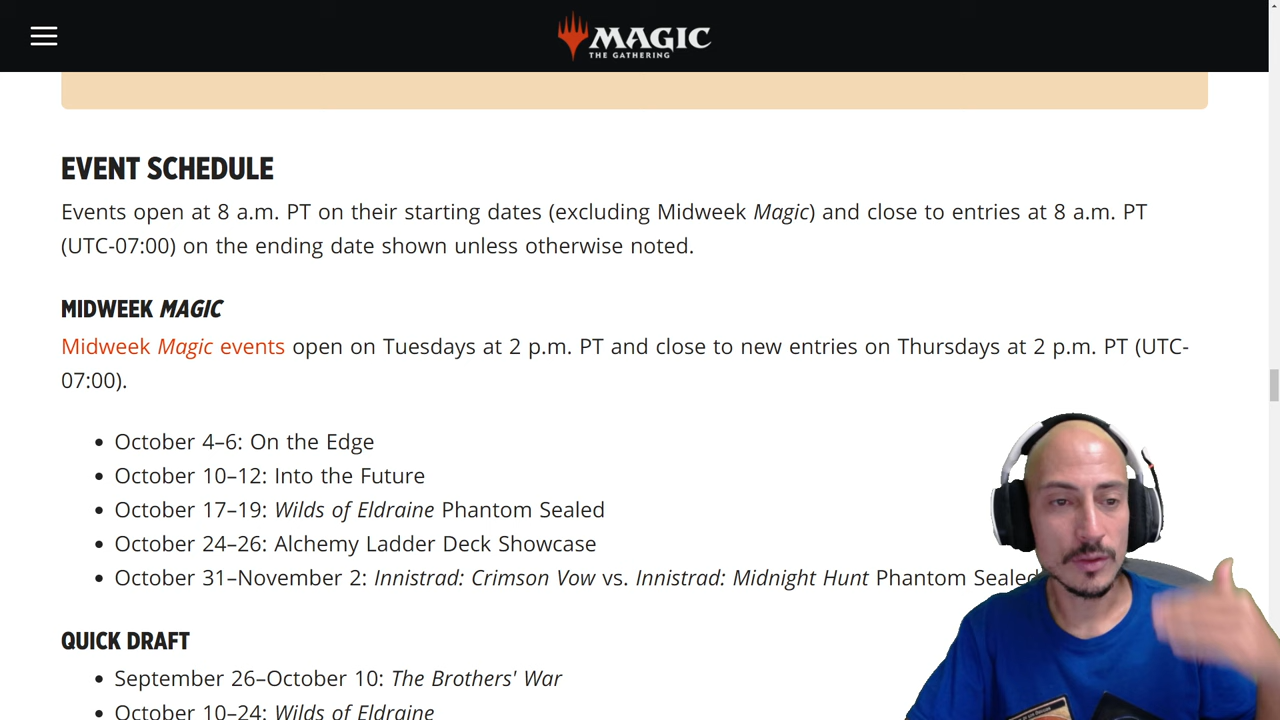 MAGIC
THE GATHERING
EVENT SCHEDULE
Events open at 8 a.m. PT on their starting dates (excluding Midweek Magic) and close to entries at 8 a.m. PT
(UTC-07:00) on the ending date shown unless otherwise noted.
MIDWEEK MAGIC
Midweek Magic events open on Tuesdays at 2 p.m. PT and close to new entries on Thursdays at 2 p.m. PT (UTC-
07:00).
• October 4–6: On the Edge
• October 10–12: Into the Future
• October 17–19: Wilds of Eldraine Phantom Sealed
• October 24–26: Alchemy Ladder Deck Showcase
• October 31–November 2: Innistrad: Crimson Vow vs. Innistrad: Midnight Hunt Phantom Sealed
QUICK DRAFT
• September 26–October 10: The Brothers' War
• October 10–24: Wilds of Eldraine